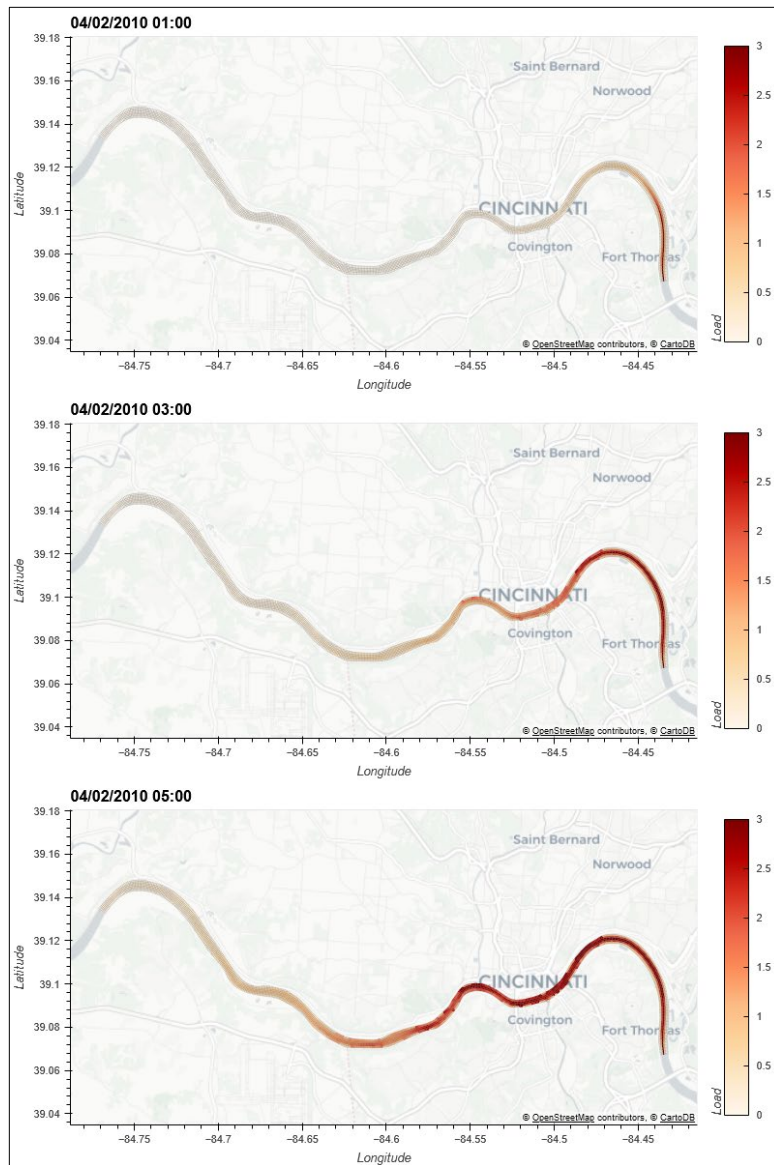 04/02/2010 01:00
39.18
39.16
39.14
39.12
39.1
39.08
39.06
39.04
Latitude
Saint Bernard
Norwood
CINCINNATI
Covington
Fort Thomas
© OpenStreetMap contributors, © CartoDB
−84.75
−84.7
−84.65
−84.6
−84.55
−84.5
−84.45
Longitude
3
2.5
2
1.5
1
0.5
0
Load
04/02/2010 03:00
39.18
39.16
39.14
39.12
39.1
39.08
39.06
39.04
Latitude
Saint Bernard
Norwood
CINCINNATI
Covington
Fort Thomas
© OpenStreetMap contributors, © CartoDB
−84.75
−84.7
−84.65
−84.6
−84.55
−84.5
−84.45
Longitude
3
2.5
2
1.5
1
0.5
0
Load
04/02/2010 05:00
39.18
39.16
39.14
39.12
39.1
39.08
39.06
39.04
Latitude
Saint Bernard
Norwood
CINCINNATI
Covington
Fort Thomas
© OpenStreetMap contributors, © CartoDB
−84.75
−84.7
−84.65
−84.6
−84.55
−84.5
−84.45
Longitude
3
2.5
2
1.5
1
0.5
0
Load